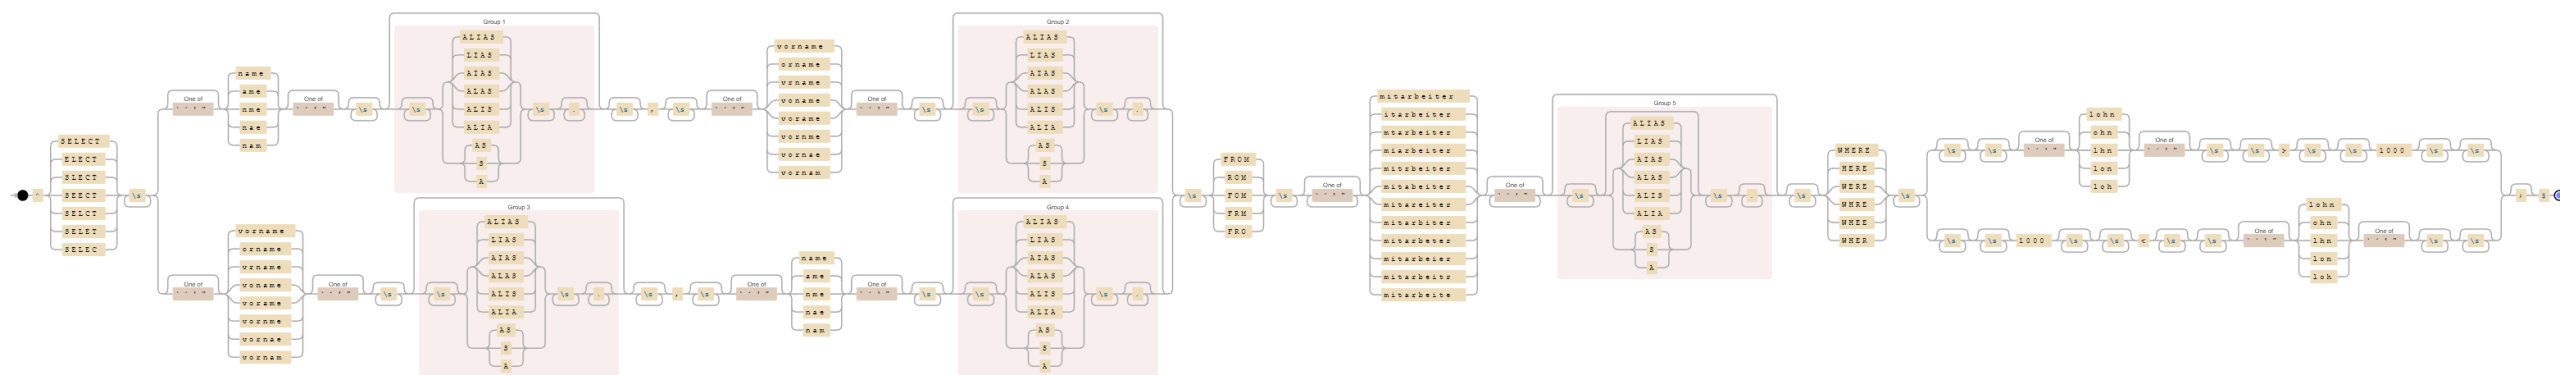 ^
SELECT
ELECT
SLECT
SEECT
SELCT
SELET
SELEC
\s
One of
name
ame
nme
nae
nam
One of
\s
Group 1
\s
ALIAS
LIAS
AIAS
ALAS
ALIS
ALIA
AS
S
A
\s
.
\s
,
\s
One of
vorname
orname
vrname
voname
vorame
vornme
vornae
vornam
One of
\s
Group 2
\s
ALIAS
LIAS
AIAS
ALAS
ALIS
ALIA
AS
S
A
\s
.
One of
vorname
orname
vrname
voname
vorame
vornme
vornae
vornam
One of
\s
Group 3
\s
ALIAS
LIAS
AIAS
ALAS
ALIS
ALIA
AS
S
A
\s
.
\s
,
\s
One of
name
ame
nme
nae
nam
One of
\s
Group 4
\s
ALIAS
LIAS
AIAS
ALAS
ALIS
ALIA
AS
S
A
\s
.
\s
FROM
ROM
FOM
FRM
FRO
\s
One of
mitarbeiter
itarbeiter
mtarbeiter
miarbeiter
mitrbeiter
mitabeiter
mitareiter
mitarbiter
mitarbeter
mitarbeier
mitarbeitr
mitarbeite
One of
Group 5
\s
ALIAS
LIAS
AIAS
ALAS
ALIS
ALIA
AS
S
A
\s
.
\s
WHERE
HERE
WERE
WHRE
WHEE
WHER
\s
\s
\s
One of
lohn
ohn
lhn
lon
loh
One of
\s
\s
>
\s
\s
1000
\s
\s
\s
\s
1000
\s
\s
<
\s
\s
One of
lohn
ohn
lhn
lon
loh
One of
\s
\s
;
$